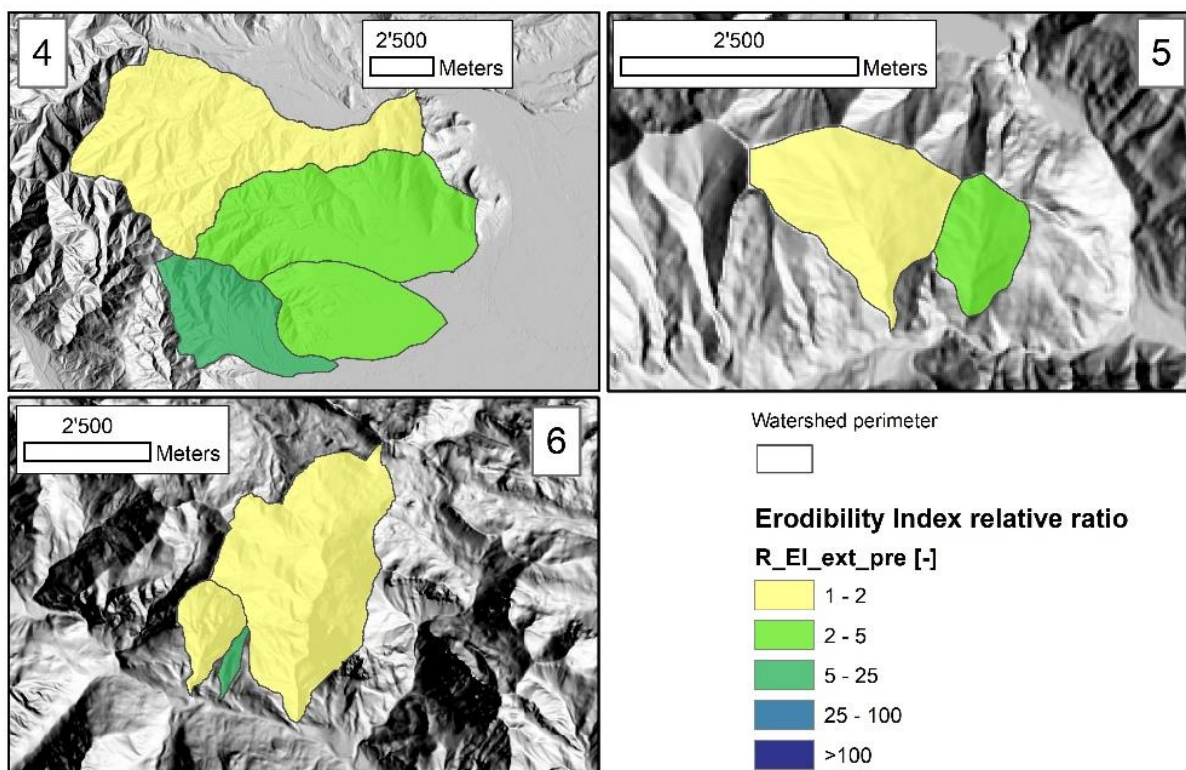 4
2'500
Meters
2'500
Meters
5
2'500
Meters
6
Watershed perimeter
Erodibility Index relative ratio
R_EI_ext_pre [-]
1 - 2
2 - 5
5 - 25
25 - 100
>100